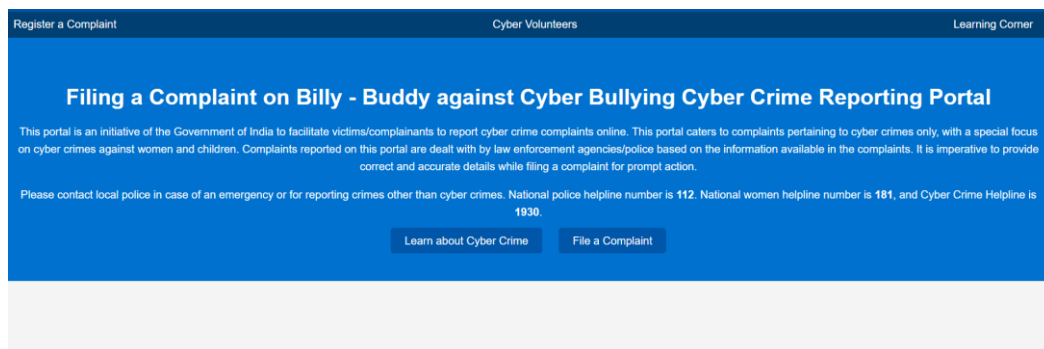 Register a Complaint
Cyber Volunteers
Learning Corner
Filing a Complaint on Billy - Buddy against Cyber Bullying Cyber Crime Reporting Portal
This portal is an initiative of the Government of India to facilitate victims/complainants to report cyber crime complaints online. This portal caters to complaints pertaining to cyber crimes only, with a special focus
on cyber crimes against women and children. Complaints reported on this portal are dealt with by law enforcement agencies/police based on the information available in the complaints. It is imperative to provide
correct and accurate details while filing a complaint for prompt action.
Please contact local police in case of an emergency or for reporting crimes other than cyber crimes. National police helpline number is 112. National women helpline number is 181, and Cyber Crime Helpline is
1930.
Learn about Cyber Crime
File a Complaint